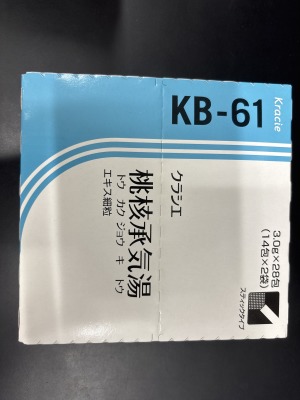 Kracie
KB-61
クラシエ
桃核承気湯
トウ カク ジョウ キ トウ
エキス細粒
3.0g×28包
(14包×2袋)
スティックタイプ